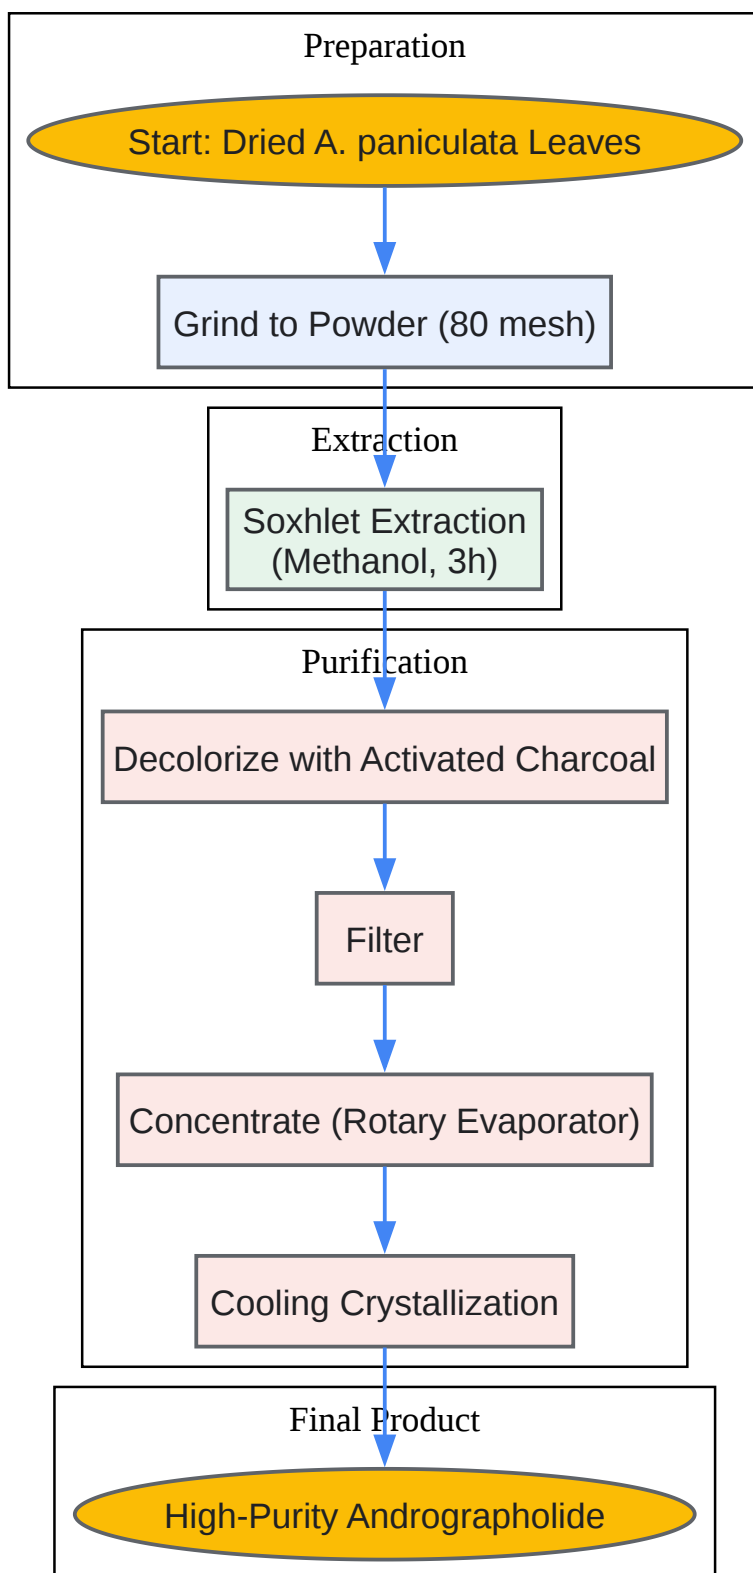 Preparation
Start: Dried A. paniculata Leaves
Grind to Powder (80 mesh)
Extraction
Soxhlet Extraction
(Methanol, 3h)
Purification
Decolorize with Activated Charcoal
Filter
Concentrate (Rotary Evaporator)
Cooling Crystallization
Final Product
High-Purity Andrographolide